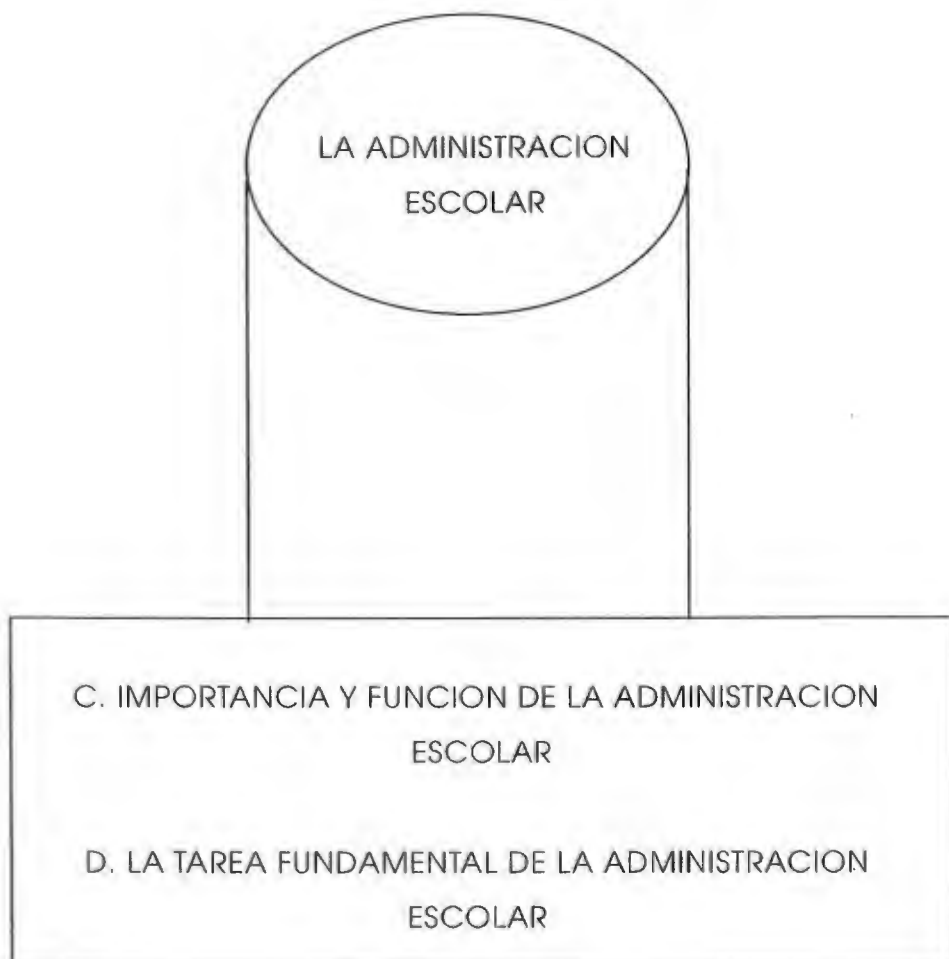 LA ADMINISTRACION
ESCOLAR
C. IMPORTANCIA Y FUNCION DE LA ADMINISTRACION
ESCOLAR
D. LA TAREA FUNDAMENTAL DE LA ADMINISTRACION
ESCOLAR